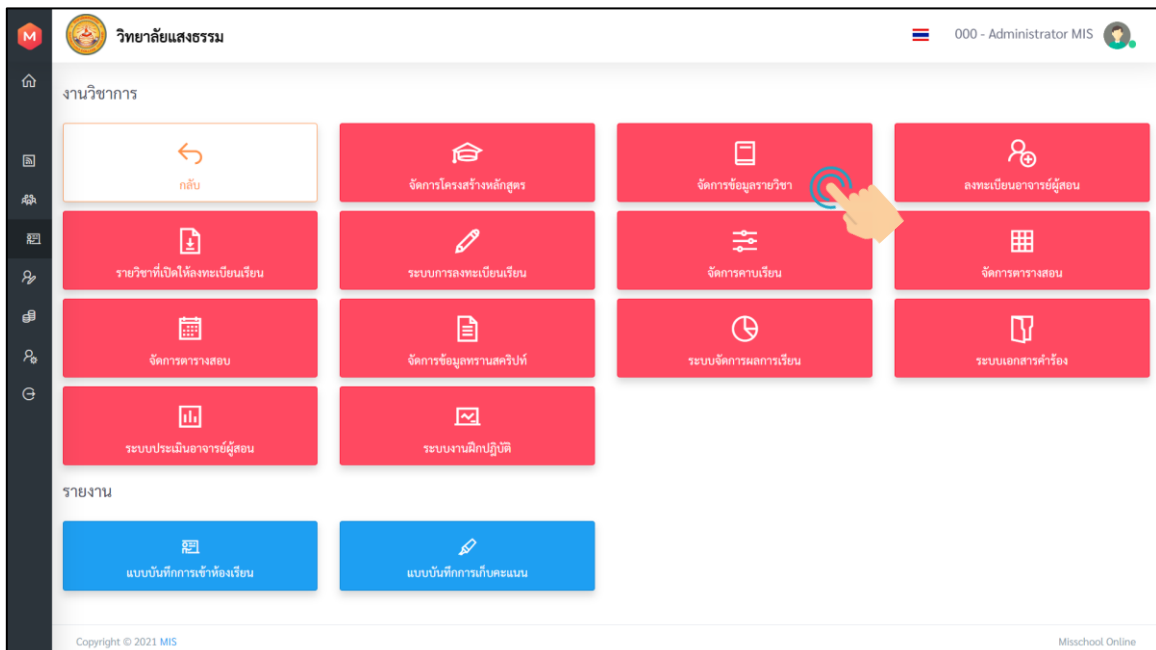 M
วิทยาลัยแสงธรรม
000 - Administrator MIS
งานวิชาการ
กลับ
จัดการโครงสร้างหลักสูตร
จัดการข้อมูลรายวิชา
ลงทะเบียนอาจารย์ผู้สอน
รายวิชาที่เปิดให้ลงทะเบียนเรียน
ระบบการลงทะเบียนเรียน
จัดการคาบเรียน
จัดการตารางสอน
จัดการตารางสอบ
จัดการข้อมูลทรานสคริปท์
ระบบจัดการผลการเรียน
ระบบเอกสารคำร้อง
ระบบประเมินอาจารย์ผู้สอน
ระบบงานฝึกปฏิบัติ
รายงาน
แบบบันทึกการเข้าห้องเรียน
แบบบันทึกการเก็บคะแนน
Copyright © 2021 MIS
Misschool Online